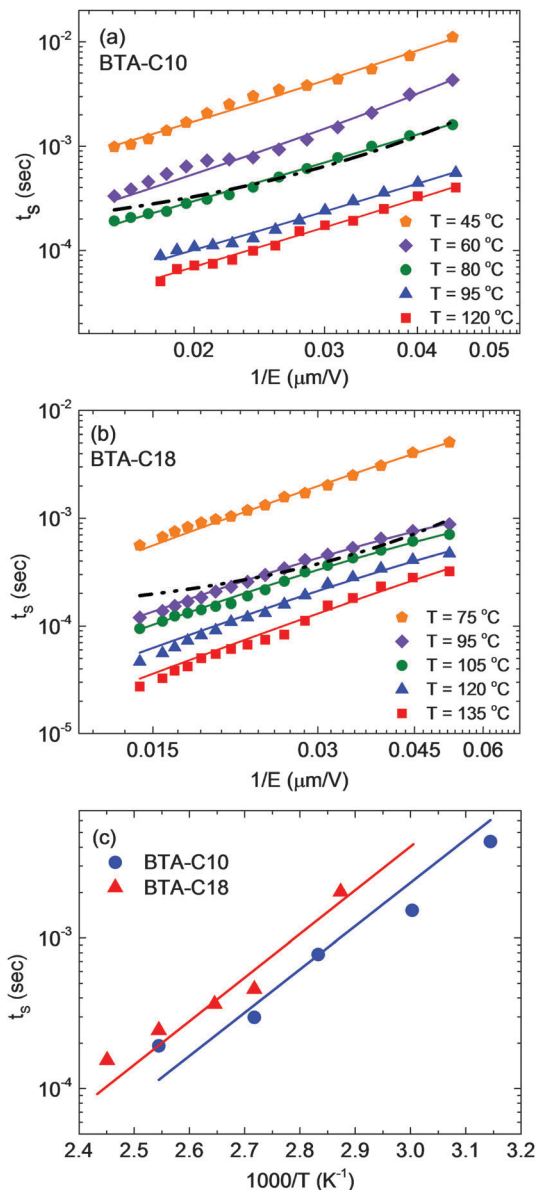 (a)
BTA-C10
10⁻²
10⁻³
10⁻⁴
tₛ (sec)
T = 45 °C
T = 60 °C
T = 80 °C
T = 95 °C
T = 120 °C
0.02 0.03 0.04 0.05
1/E (μm/V)
(b)
BTA-C18
10⁻²
10⁻³
10⁻⁴
10⁻⁵
tₛ (sec)
T = 75 °C
T = 95 °C
T = 105 °C
T = 120 °C
T = 135 °C
0.015 0.03 0.045 0.06
1/E (μm/V)
(c)
BTA-C10
BTA-C18
10⁻³
10⁻⁴
tₛ (sec)
2.4 2.5 2.6 2.7 2.8 2.9 3.0 3.1 3.2
1000/T (K⁻¹)